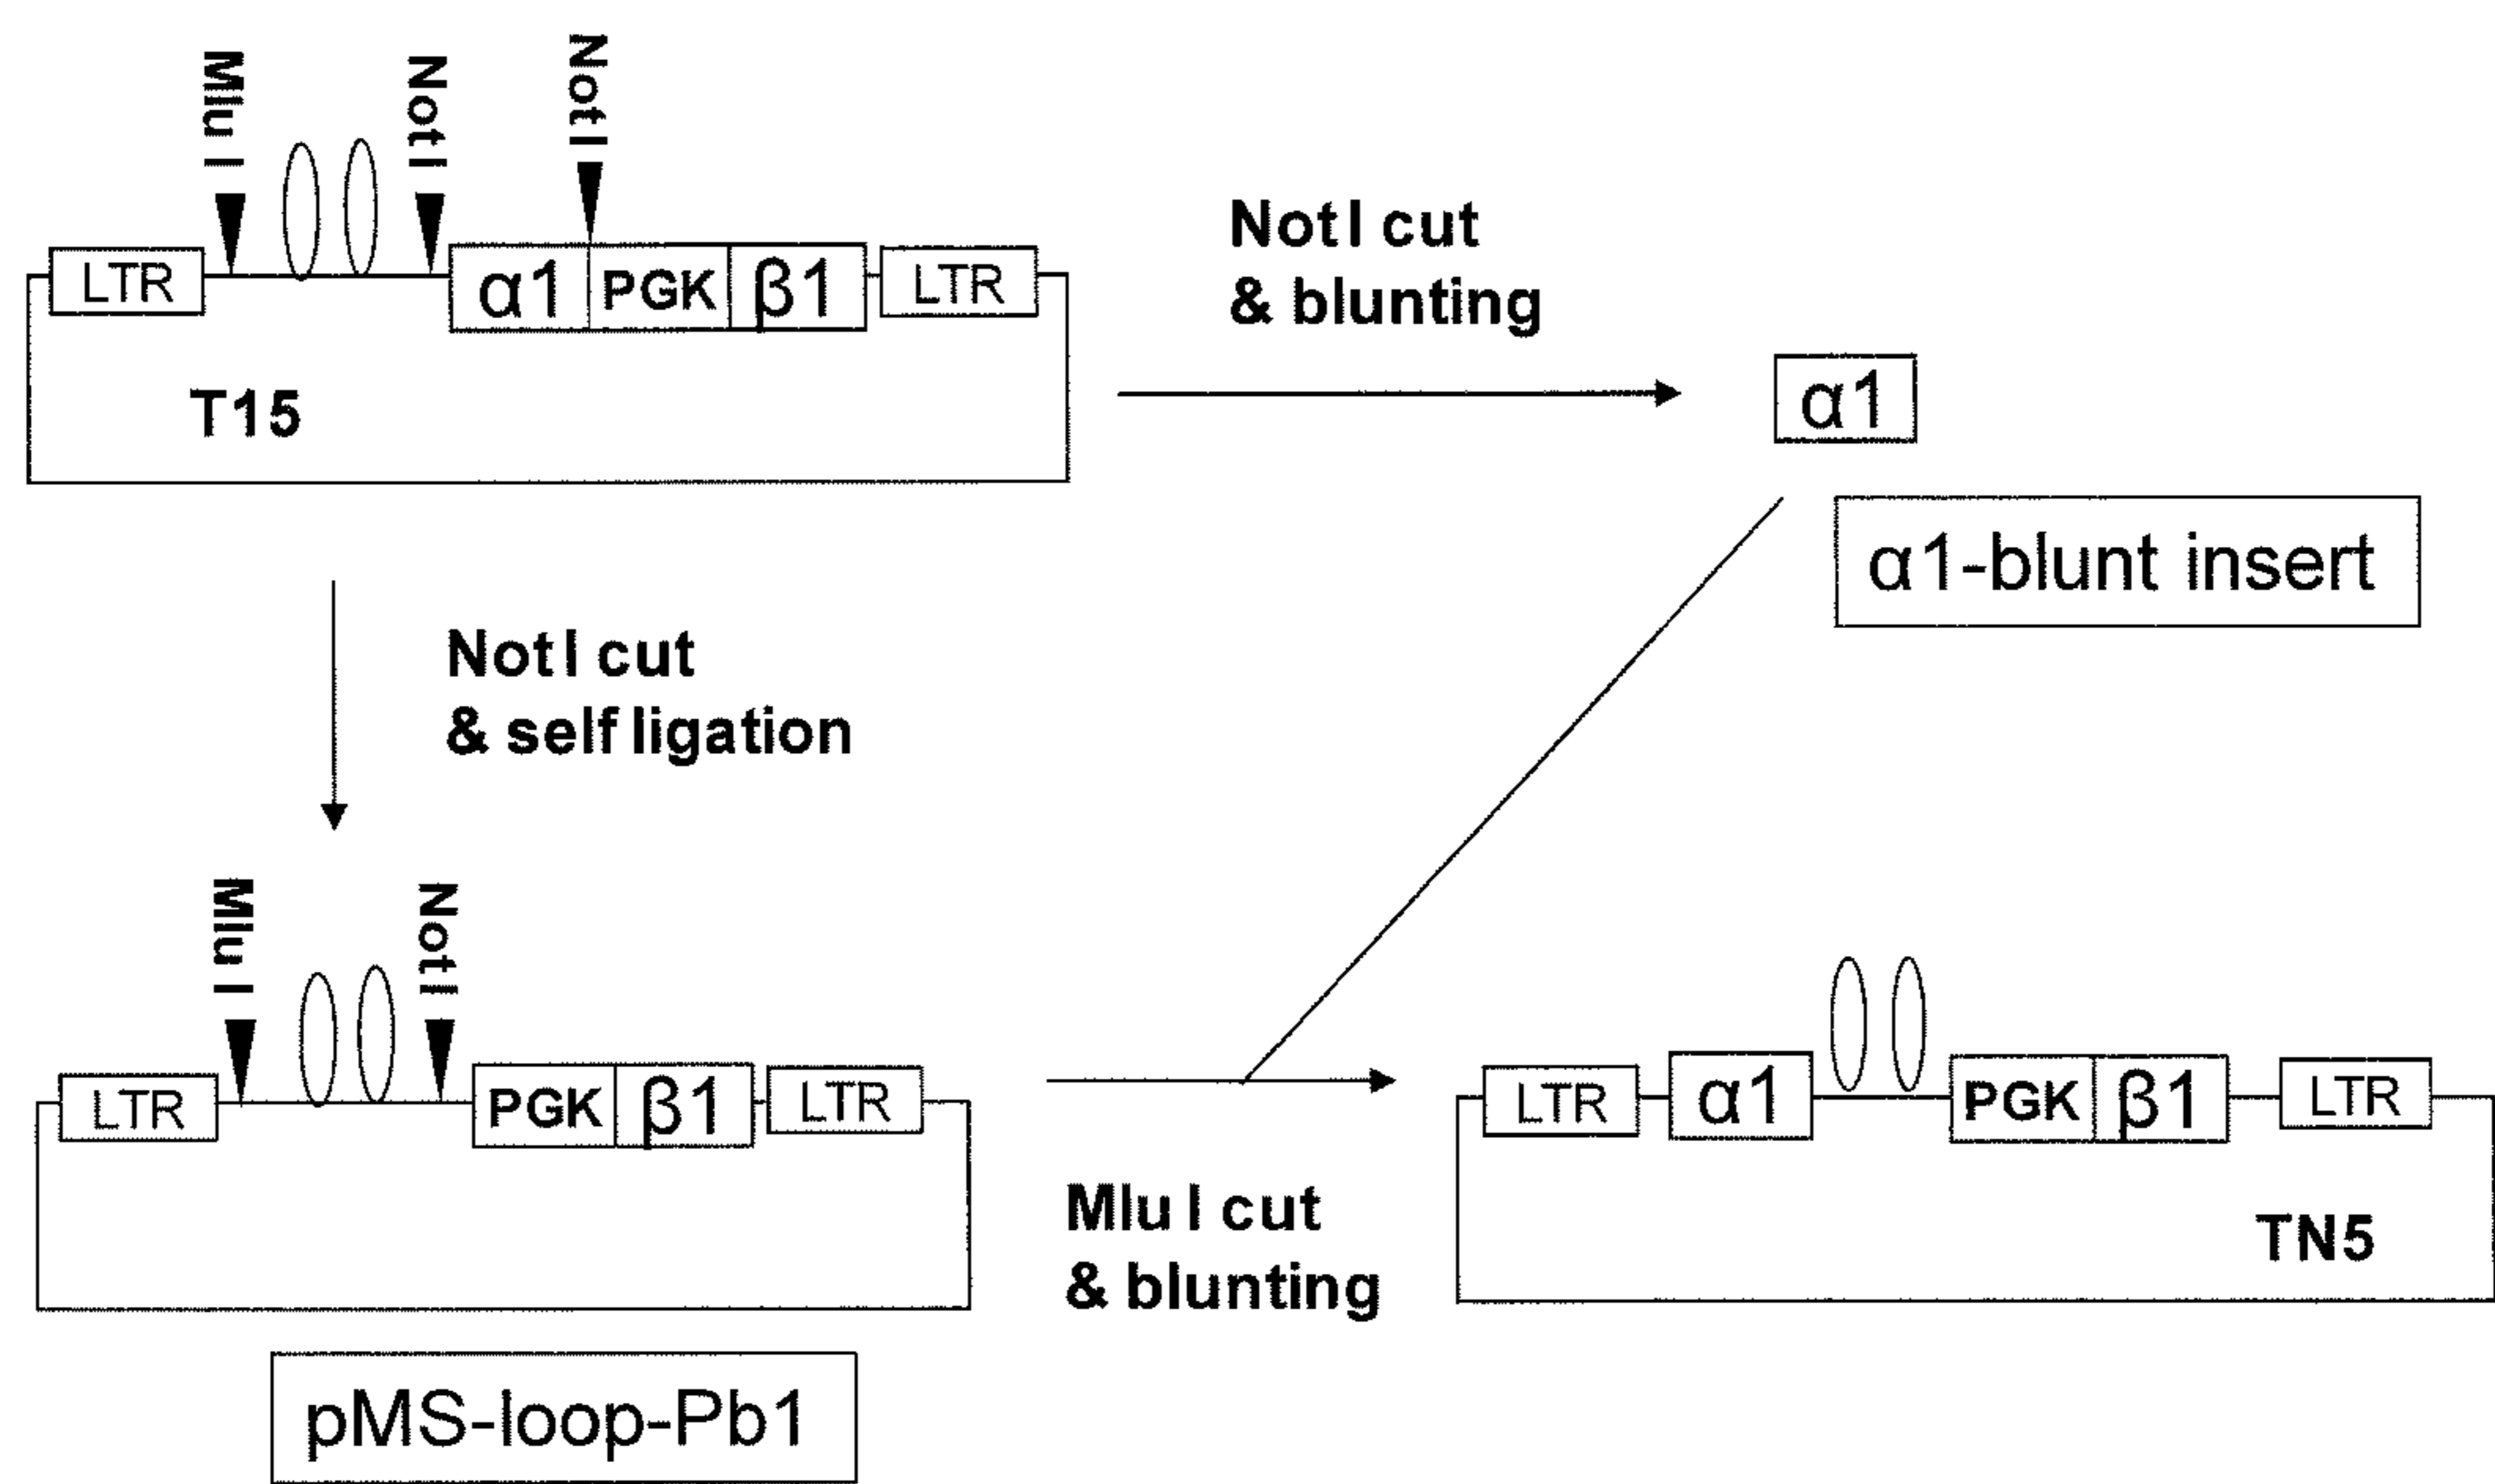 Mlu I
Not I
Not I
LTR
α1
PGK
β1
LTR
T15
Not I cut
& blunting
α1
α1-blunt insert
Not I cut
& self ligation
Mlu I
Not I
LTR
PGK
β1
LTR
pMS-loop-Pb1
Mlu I cut
& blunting
LTR
α1
PGK
β1
LTR
TN5